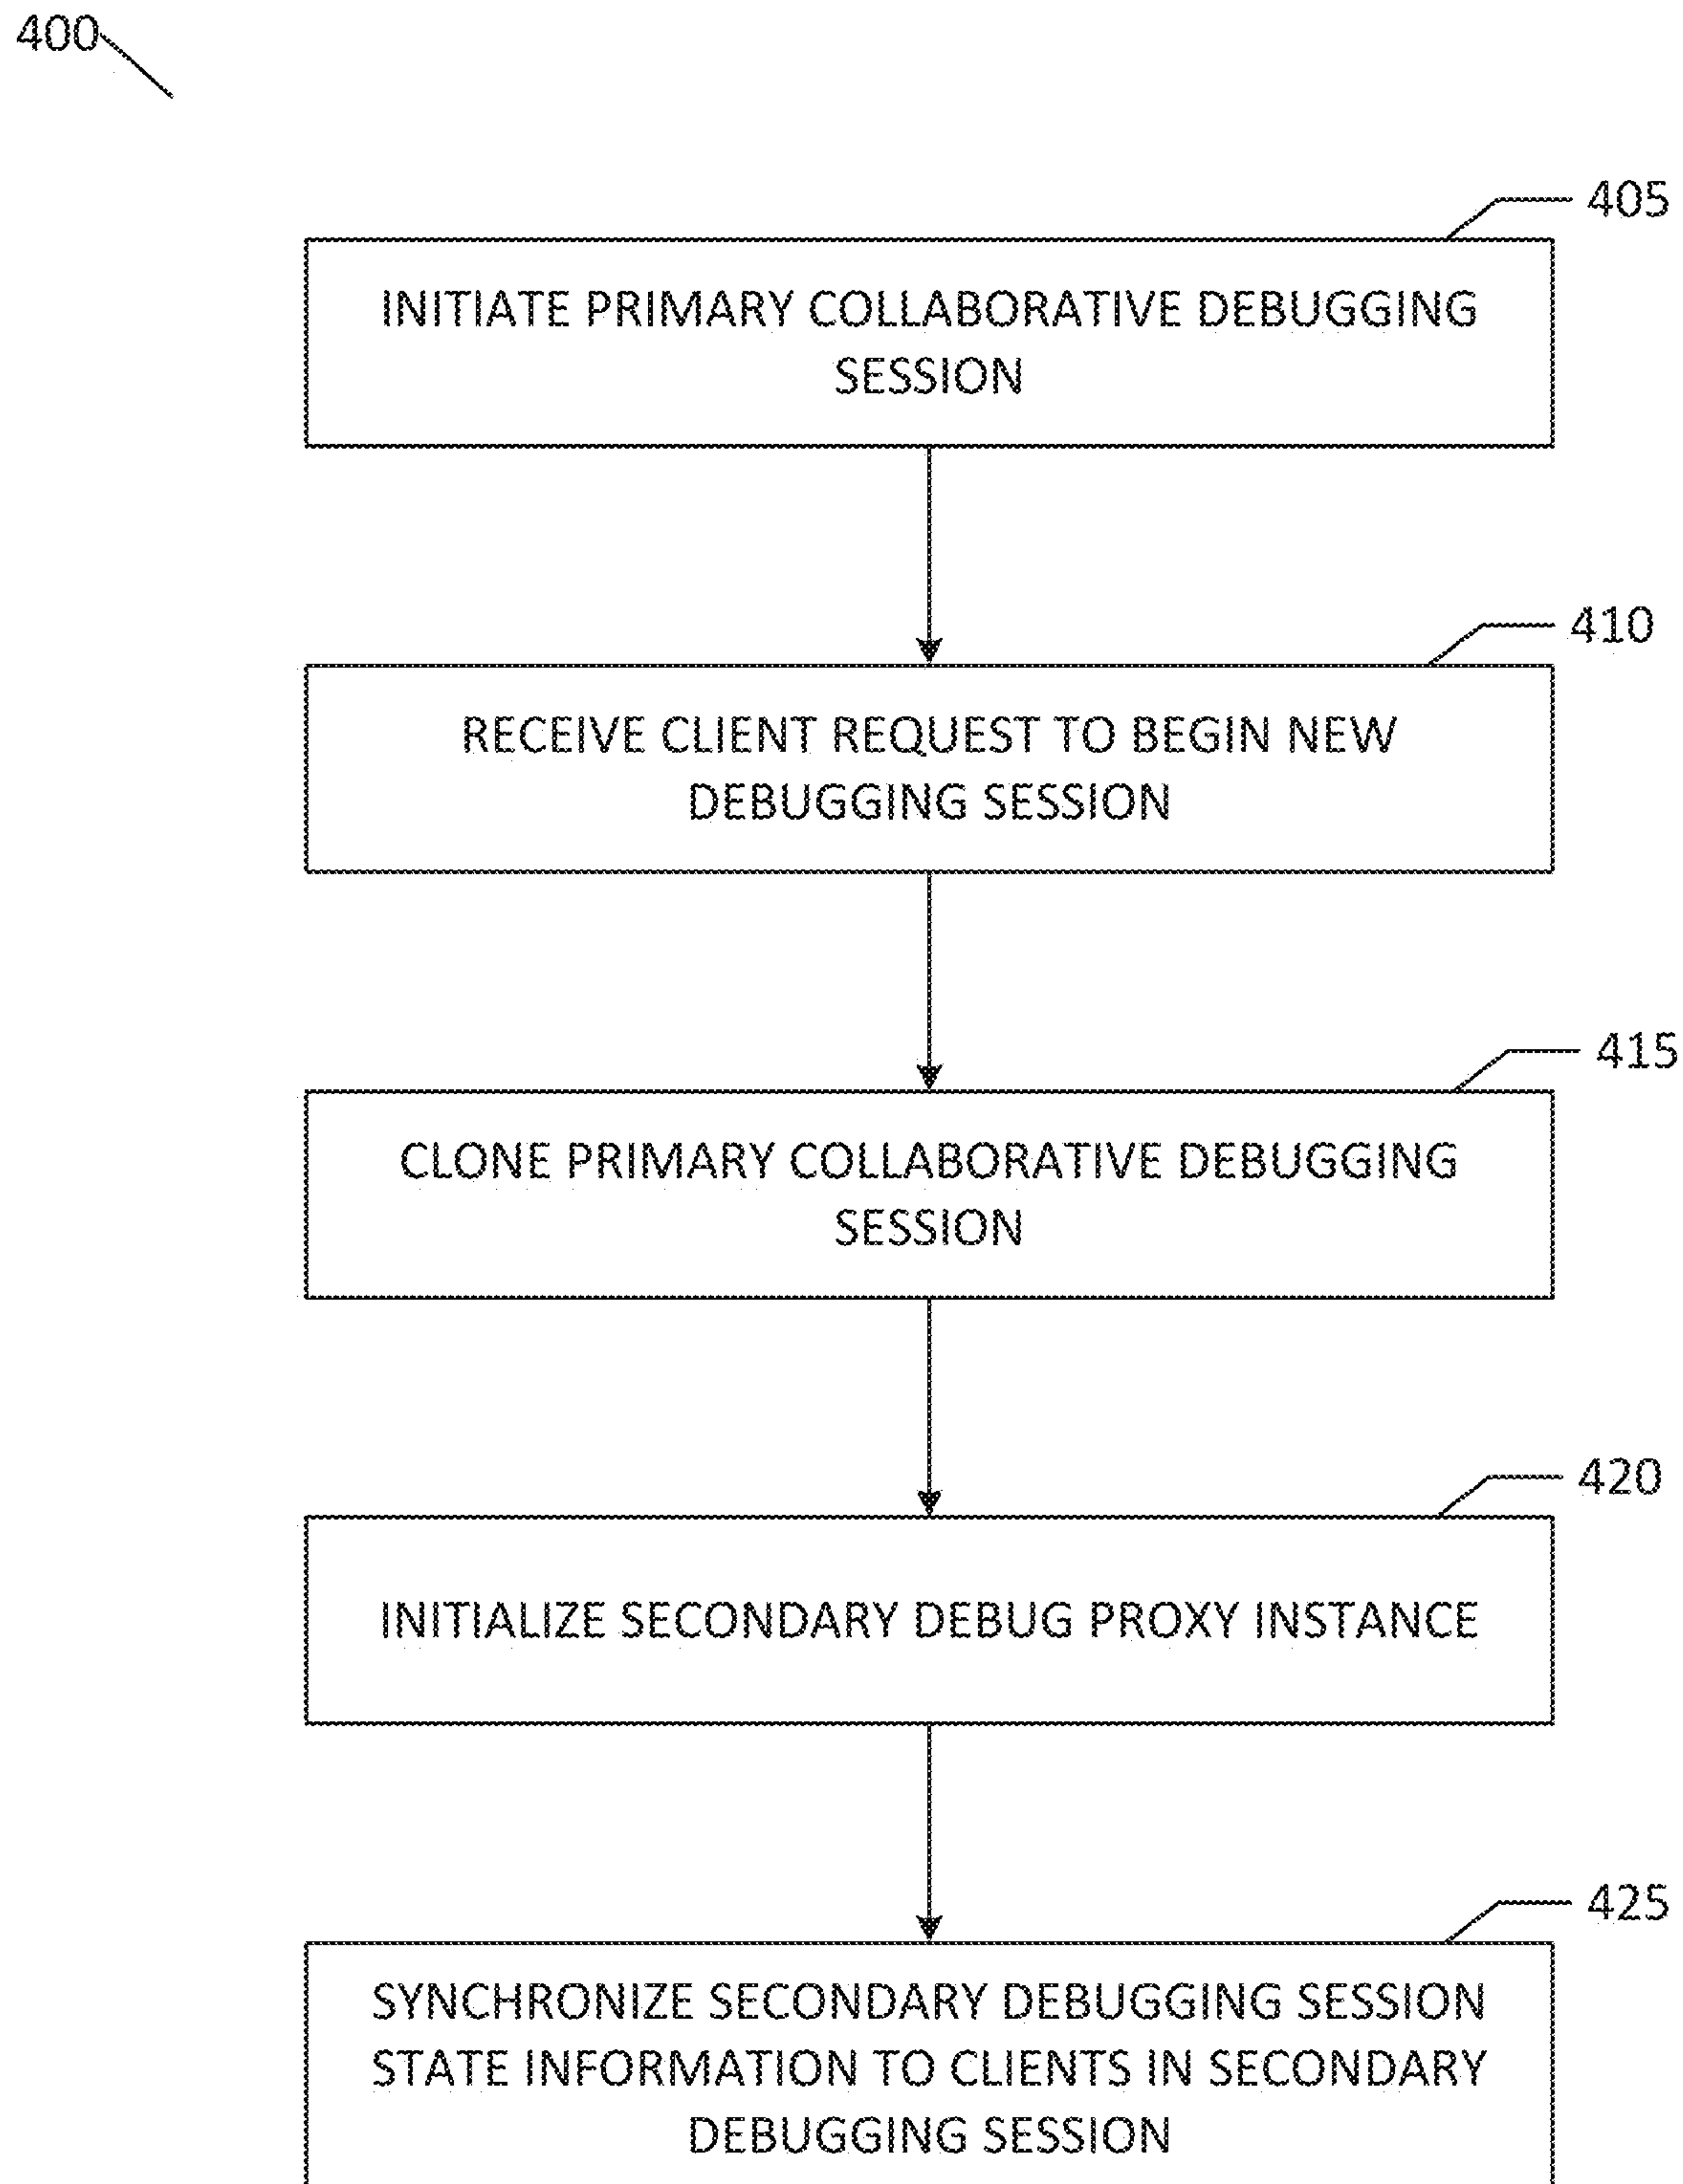 400
405
INITIATE PRIMARY COLLABORATIVE DEBUGGING
SESSION
410
RECEIVE CLIENT REQUEST TO BEGIN NEW
DEBUGGING SESSION
415
CLONE PRIMARY COLLABORATIVE DEBUGGING
SESSION
420
INITIALIZE SECONDARY DEBUG PROXY INSTANCE
425
SYNCHRONIZE SECONDARY DEBUGGING SESSION
STATE INFORMATION TO CLIENTS IN SECONDARY
DEBUGGING SESSION